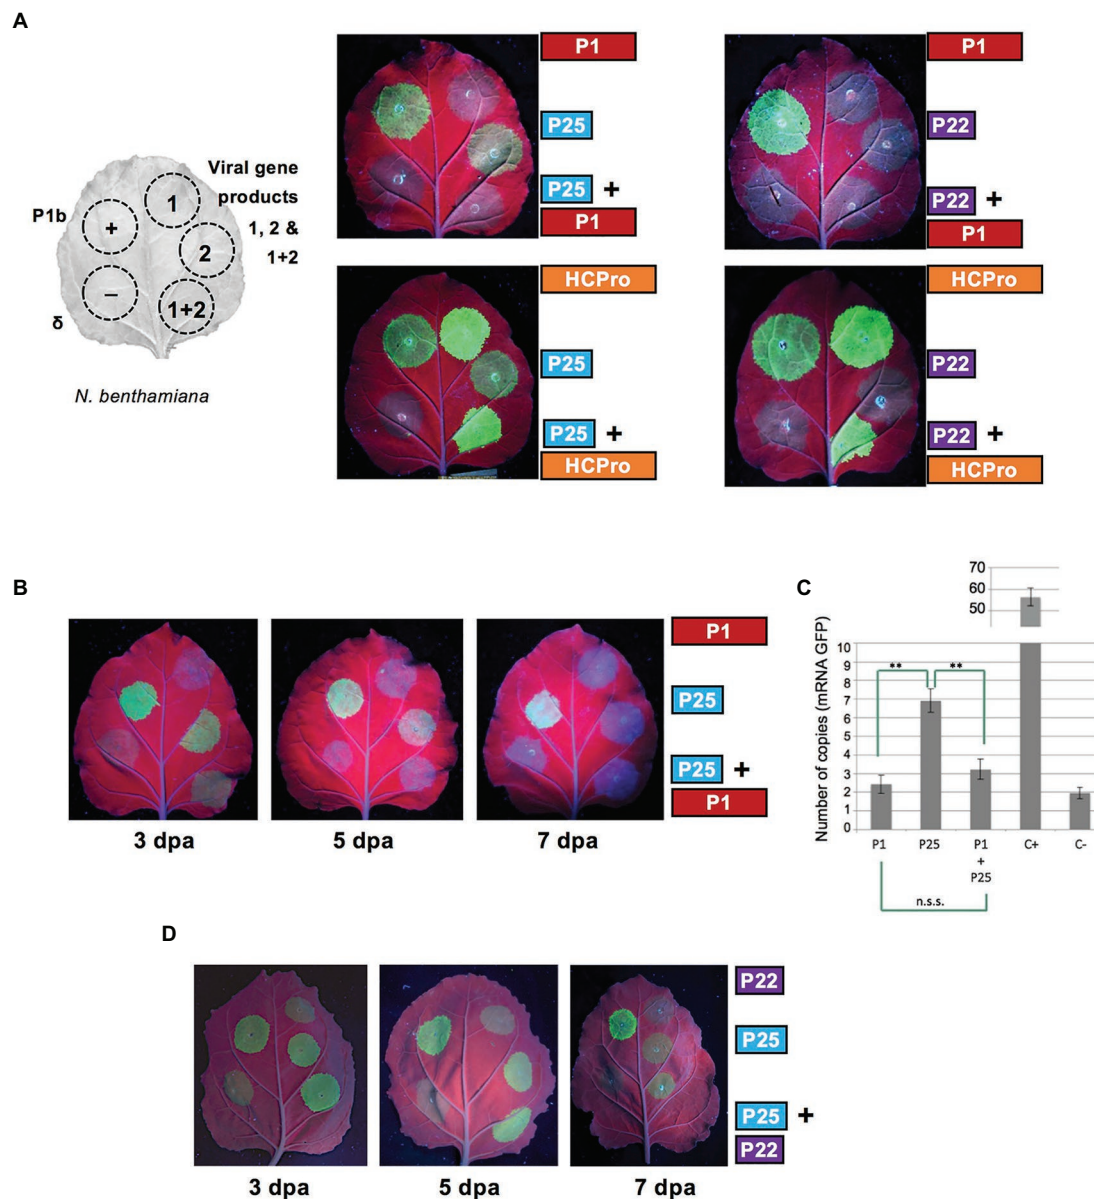 A
P1b
Viral gene
products
1, 2 &
1+2
+
1
2
–
1+2
δ
N. benthamiana
P1
P25
P25 +
P1
P1
P22
P22 +
P1
HCPro
P25
P25 +
HCPro
HCPro
P22
P22 +
HCPro
B
P1
P25
P25 +
P1
3 dpa
5 dpa
7 dpa
C
Number of copies (mRNA GFP)
70
60
50
10
9
8
7
6
5
4
3
2
1
0
**
**
P1
P25
P1
+
P25
C+
C-
n.s.s.
D
P22
P25
P25 +
P22
3 dpa
5 dpa
7 dpa